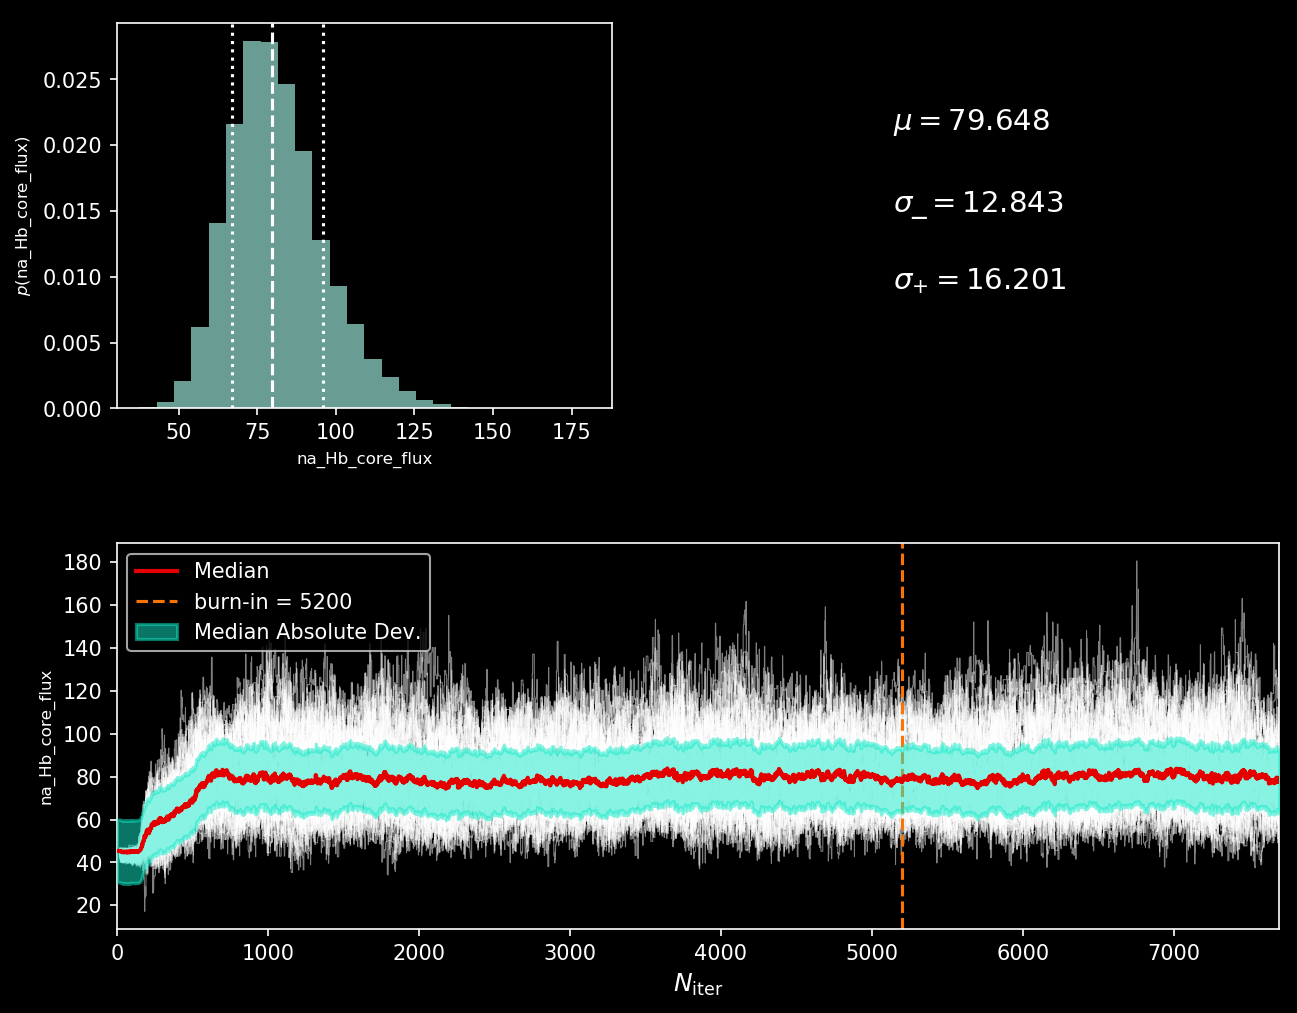 0.025
0.020
0.015
0.010
0.005
0.000
p(na_Hb_core_flux)
50 75 100 125 150 175
na_Hb_core_flux
μ = 79.648
σ₋ = 12.843
σ₊ = 16.201
180
160
140
120
100
80
60
40
20
na_Hb_core_flux
Median
burn-in = 5200
Median Absolute Dev.
0 1000 2000 3000 4000 5000 6000 7000
N_iter